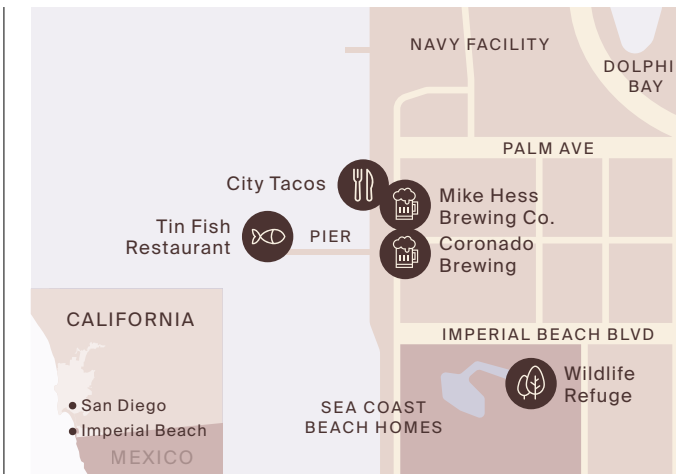 NAVY FACILITY
DOLPHI
BAY
PALM AVE
City Tacos
Mike Hess
Brewing Co.
Tin Fish
Restaurant
PIER
Coronado
Brewing
CALIFORNIA
IMPERIAL BEACH BLVD
Wildlife
Refuge
San Diego
Imperial Beach
SEA COAST
BEACH HOMES
MEXICO